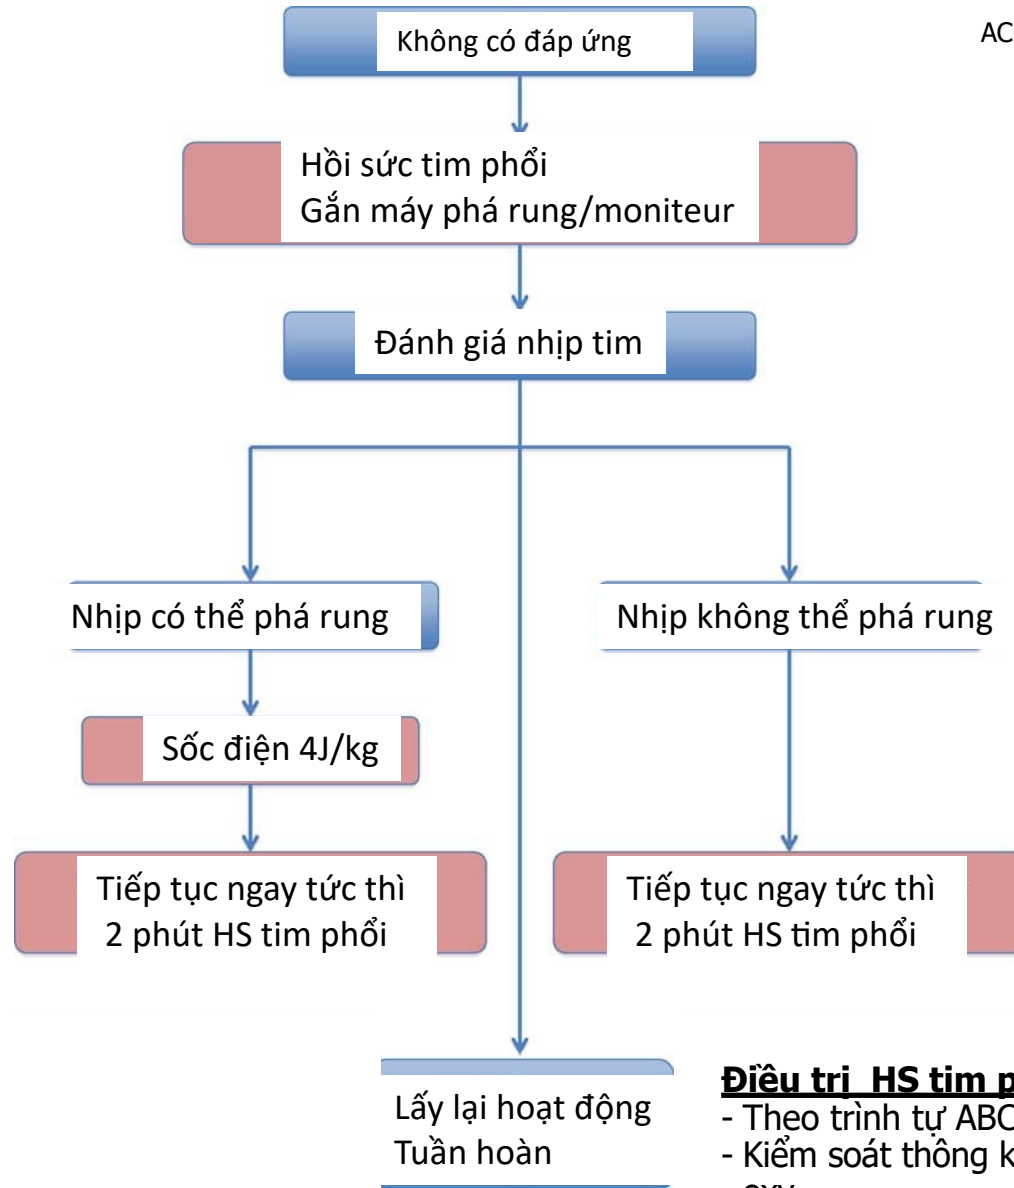 Không có đáp ứng
AC
Hồi sức tim phổi
Gắn máy phá rung/moniteur
Đánh giá nhịp tim
Nhịp có thể phá rung
Nhịp không thể phá rung
Sốc điện 4J/kg
Tiếp tục ngay tức thì
2 phút HS tim phổi
Tiếp tục ngay tức thì
2 phút HS tim phổi
Lấy lại hoạt động
Tuần hoàn
Điều trị HS tim p
- Theo trình tự ABC
- Kiểm soát thông k